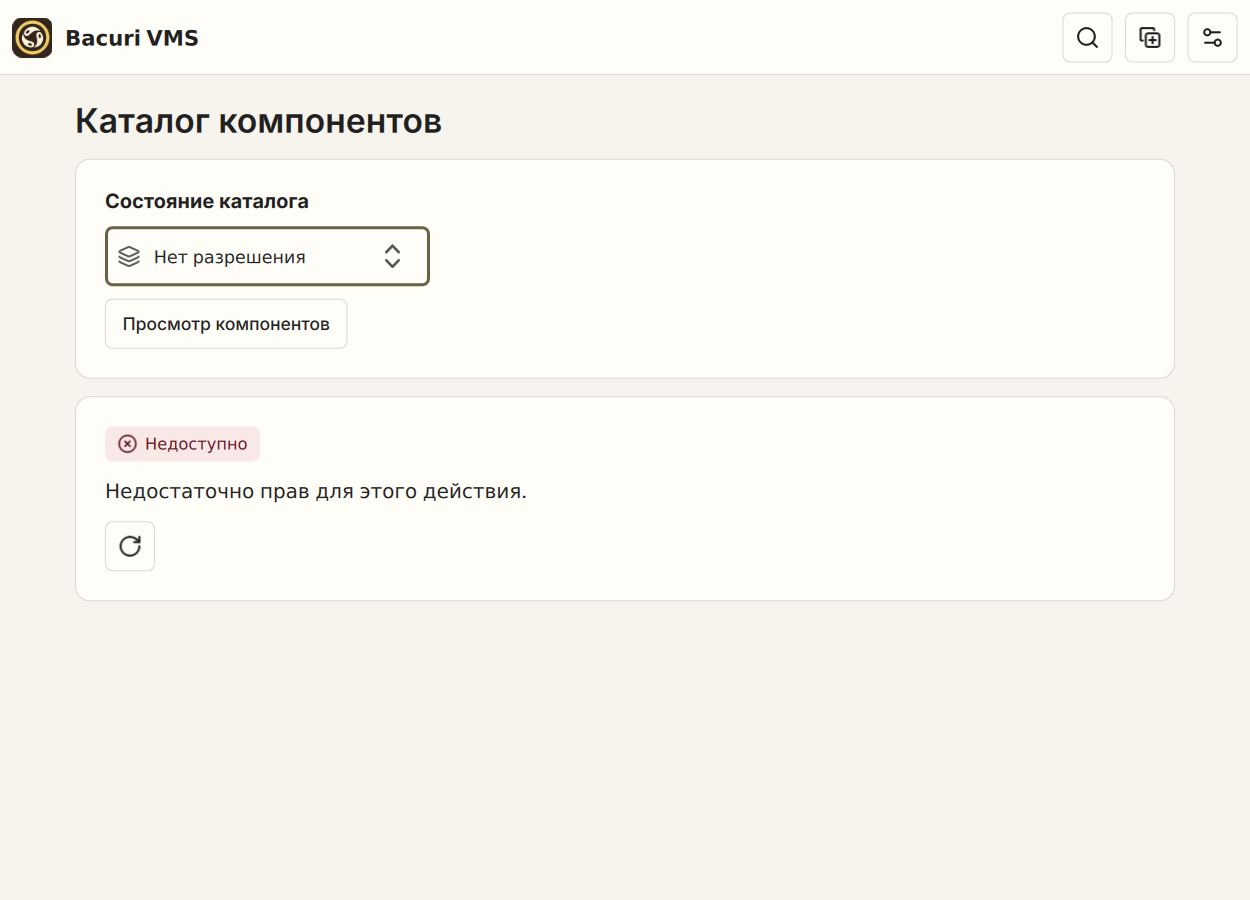 Bacuri VMS
Каталог компонентов
Состояние каталога
Нет разрешения
Просмотр компонентов
Недоступно
Недостаточно прав для этого действия.